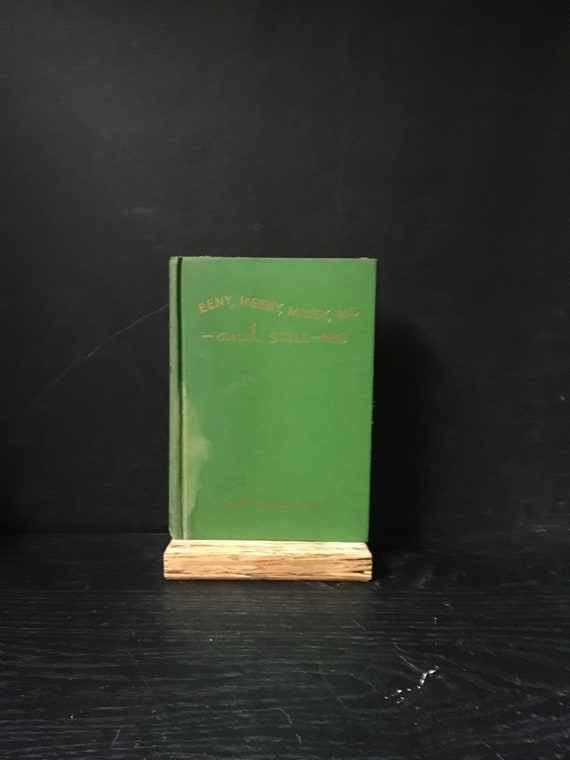 EENY, MEENY, MINEY, MO
—and STILL—MO